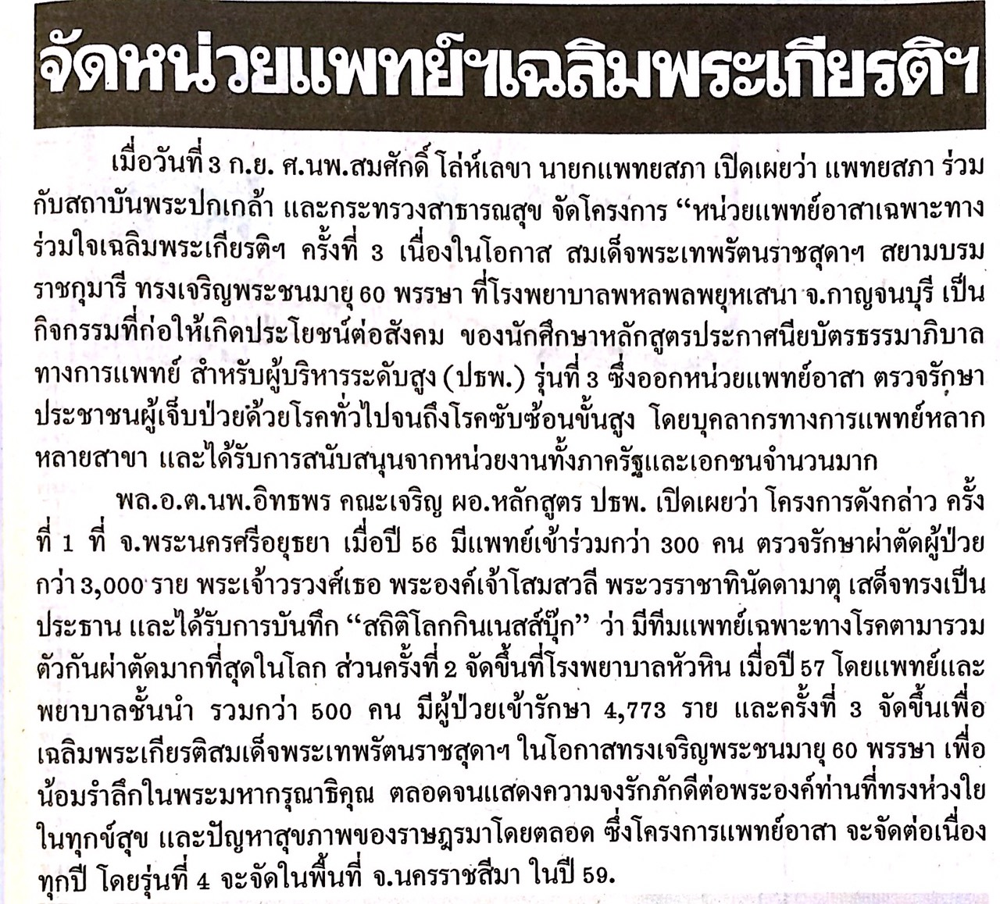 จัดหน่วยแพทย์ฯเฉลิมพระเกียรติฯ
เมื่อวันที่ 3 ก.ย. ศ.นพ.สมศักดิ์ โล่ห์เลขา นายกแพทยสภา เปิดเผยว่า แพทยสภา ร่วม
กับสถาบันพระปกเกล้า และกระทรวงสาธารณสุข จัดโครงการ “หน่วยแพทย์อาสาเฉพาะทาง
ร่วมใจเฉลิมพระเกียรติฯ ครั้งที่ 3 เนื่องในโอกาส สมเด็จพระเทพรัตนราชสุดาฯ สยามบรม
ราชกุมารี ทรงเจริญพระชนมายุ 60 พรรษา ที่โรงพยาบาลพหลพลพยุหเสนา จ.กาญจนบุรี เป็น
กิจกรรมที่ก่อให้เกิดประโยชน์ต่อสังคม ของนักศึกษาหลักสูตรประกาศนียบัตรธรรมาภิบาล
ทางการแพทย์ สำหรับผู้บริหารระดับสูง (ปธพ.) รุ่นที่ 3 ซึ่งออกหน่วยแพทย์อาสา ตรวจรักษา
ประชาชนผู้เจ็บป่วยด้วยโรคทั่วไปจนถึงโรคซับซ้อนขั้นสูง โดยบุคลากรทางการแพทย์หลาก
หลายสาขา และได้รับการสนับสนุนจากหน่วยงานทั้งภาครัฐและเอกชนจำนวนมาก
พล.อ.ต.นพ.อิทธพร คณะเจริญ ผอ.หลักสูตร ปธพ. เปิดเผยว่า โครงการดังกล่าว ครั้ง
ที่ 1 ที่ จ.พระนครศรีอยุธยา เมื่อปี 56 มีแพทย์เข้าร่วมกว่า 300 คน ตรวจรักษาผ่าตัดผู้ป่วย
กว่า 3,000 ราย พระเจ้าวรวงศ์เธอ พระองค์เจ้าโสมสวลี พระวรราชาทินัดดามาตุ เสด็จทรงเป็น
ประธาน และได้รับการบันทึก “สถิติโลกกินเนสส์บุ๊ก” ว่า มีทีมแพทย์เฉพาะทางโรคตามารวม
ตัวกันผ่าตัดมากที่สุดในโลก ส่วนครั้งที่ 2 จัดขึ้นที่โรงพยาบาลหัวหิน เมื่อปี 57 โดยแพทย์และ
พยาบาลชั้นนำ รวมกว่า 500 คน มีผู้ป่วยเข้ารักษา 4,773 ราย และครั้งที่ 3 จัดขึ้นเพื่อ
เฉลิมพระเกียรติสมเด็จพระเทพรัตนราชสุดาฯ ในโอกาสทรงเจริญพระชนมายุ 60 พรรษา เพื่อ
น้อมรำลึกในพระมหากรุณาธิคุณ ตลอดจนแสดงความจงรักภักดีต่อพระองค์ท่านที่ทรงห่วงใย
ในทุกข์สุข และปัญหาสุขภาพของราษฎรมาโดยตลอด ซึ่งโครงการแพทย์อาสา จะจัดต่อเนื่อง
ทุกปี โดยรุ่นที่ 4 จะจัดในพื้นที่ จ.นครราชสีมา ในปี 59.